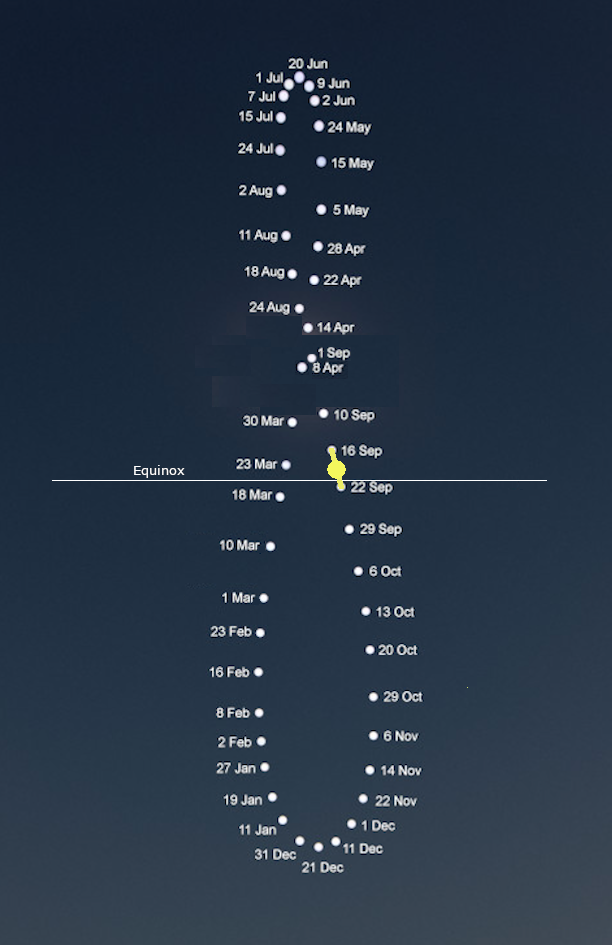 20 Jun
1 Jul
9 Jun
7 Jul
2 Jun
15 Jul
24 May
24 Jul
15 May
2 Aug
5 May
11 Aug
28 Apr
18 Aug
22 Apr
24 Aug
14 Apr
1 Sep
8 Apr
10 Sep
30 Mar
16 Sep
23 Mar
Equinox
22 Sep
18 Mar
29 Sep
10 Mar
6 Oct
1 Mar
13 Oct
23 Feb
20 Oct
16 Feb
29 Oct
8 Feb
6 Nov
2 Feb
27 Jan
14 Nov
19 Jan
22 Nov
1 Dec
11 Jan
11 Dec
31 Dec
21 Dec